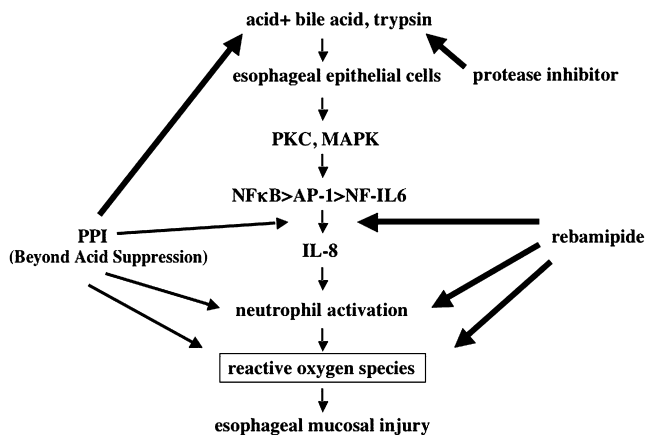 acid+ bile acid, trypsin
esophageal epithelial cells
protease inhibitor
PKC, MAPK
NFκB>AP-1>NF-IL6
PPI
(Beyond Acid Suppression)
rebamipide
IL-8
neutrophil activation
reactive oxygen species
esophageal mucosal injury